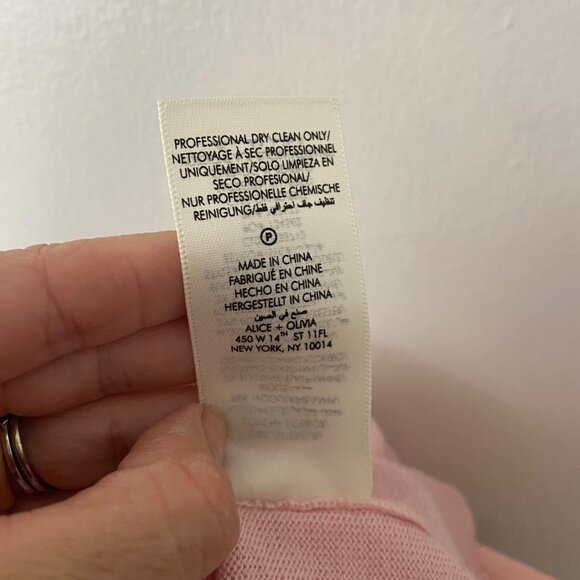 PROFESSIONAL DRY CLEAN ONLY/
NETTOYAGE À SEC PROFESSIONNEL
UNIQUEMENT/SOLO LIMPIEZA EN
SECO PROFESIONAL/
NUR PROFESSIONELLE CHEMISCHE
REINIGUNG/تنظيف جاف احترافي فقط
P
MADE IN CHINA
FABRIQUÉ EN CHINE
HECHO EN CHINA
HERGESTELLT IN CHINA
صنع في الصين
ALICE + OLIVIA
450 W 14TH ST 11FL
NEW YORK, NY 10014